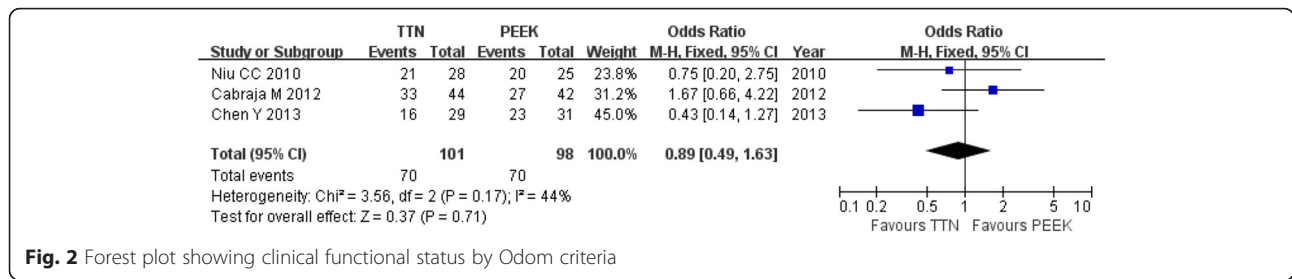 TTN PEEK Odds Ratio Odds Ratio
Study or Subgroup Events Total Events Total Weight M-H, Fixed, 95% CI Year M-H, Fixed, 95% CI
Niu CC 2010 21 28 20 25 23.8% 0.75 [0.20, 2.75] 2010
Cabraja M 2012 33 44 27 42 31.2% 1.67 [0.66, 4.22] 2012
Chen Y 2013 16 29 23 31 45.0% 0.43 [0.14, 1.27] 2013
Total (95% CI) 101 98 100.0% 0.89 [0.49, 1.63]
Total events 70 70
Heterogeneity: Chi² = 3.56, df = 2 (P = 0.17); I² = 44%
Test for overall effect: Z = 0.37 (P = 0.71)
0.1 0.2 0.5 1 2 5 10
Favours TTN Favours PEEK
Fig. 2 Forest plot showing clinical functional status by Odom criteria